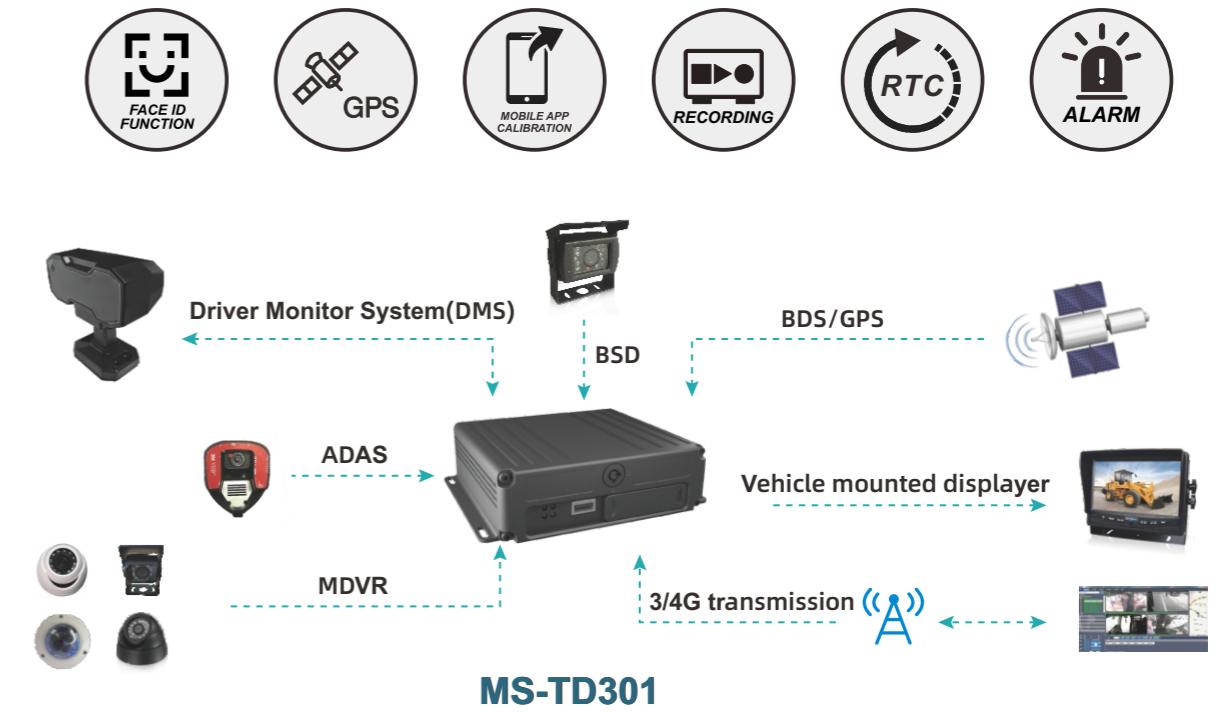 FACE ID
FUNCTION
GPS
MOBILE APP
CALIBRATION
RECORDING
RTC
ALARM
Driver Monitor System(DMS)
BSD
BDS/GPS
ADAS
Vehicle mounted displayer
MDVR
3/4G transmission
MS-TD301